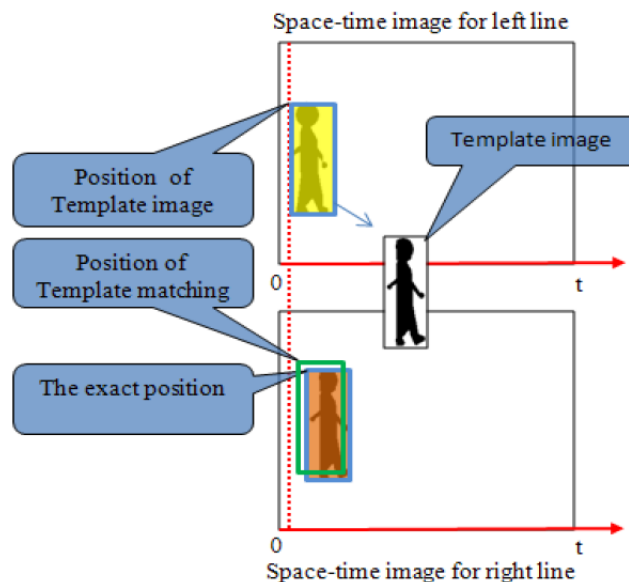 Space-time image for left line
Position of
Template image
Template image
Position of
Template matching
0
t
The exact position
0
t
Space-time image for right line